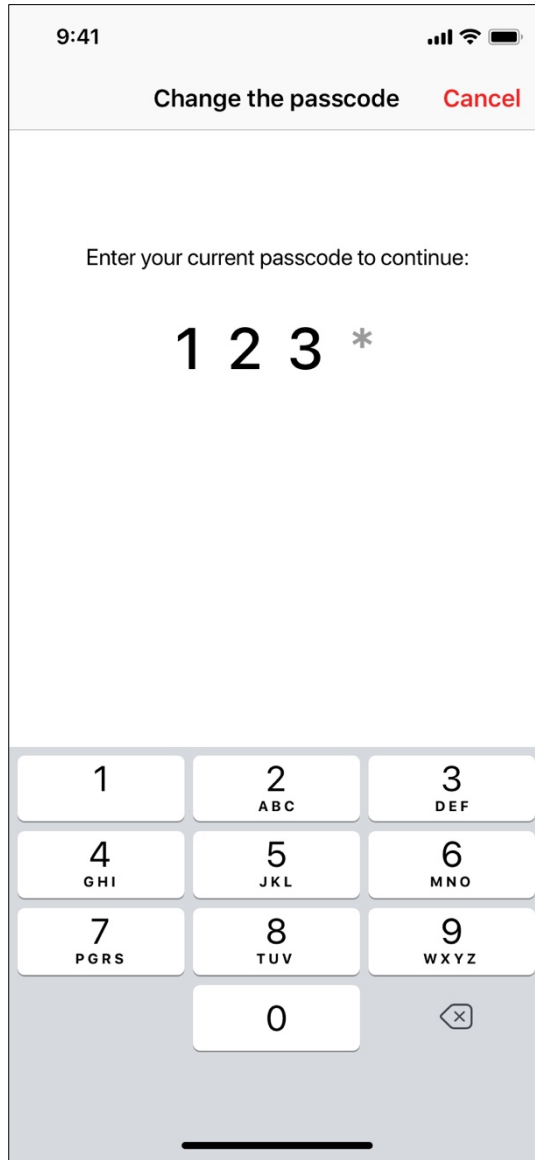 9:41
Change the passcode Cancel
Enter your current passcode to continue:
1 2 3 *
1 2 3
ABC DEF
4 5 6
GHI JKL MNO
7 8 9
PGRS TUV WXYZ
0